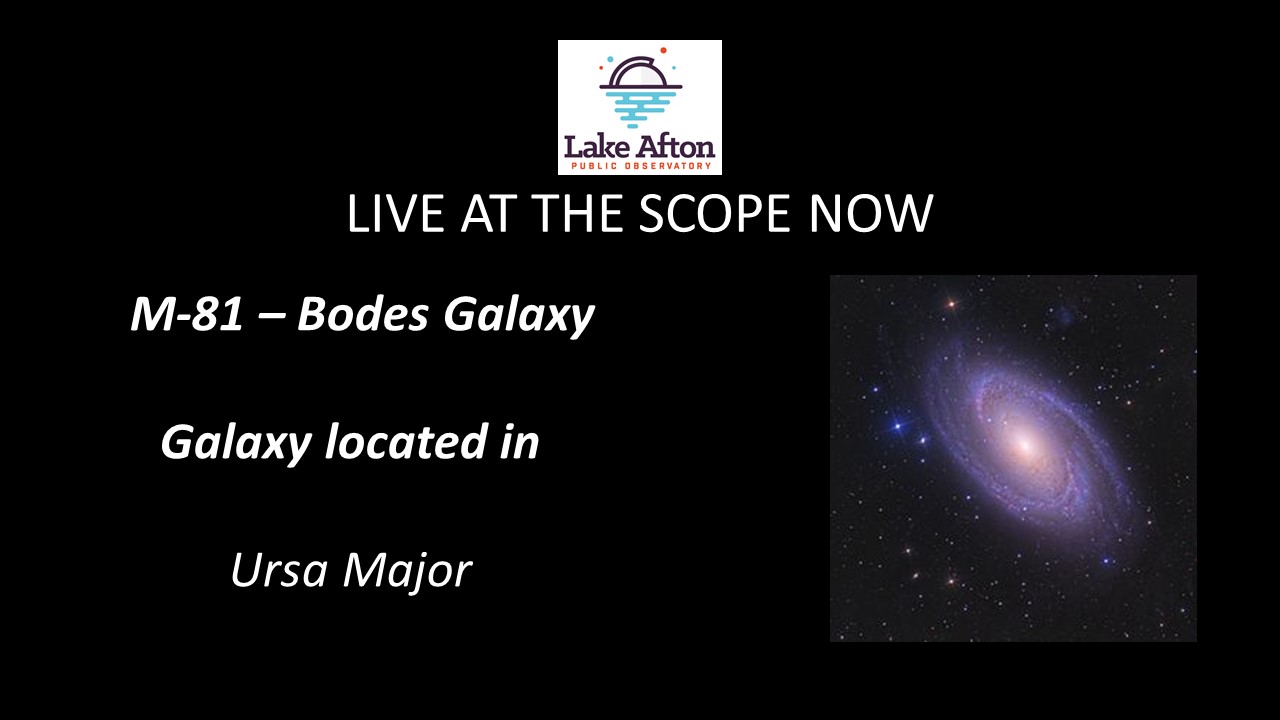 Lake Afton
PUBLIC OBSERVATORY
LIVE AT THE SCOPE NOW
M-81 – Bodes Galaxy
Galaxy located in
Ursa Major